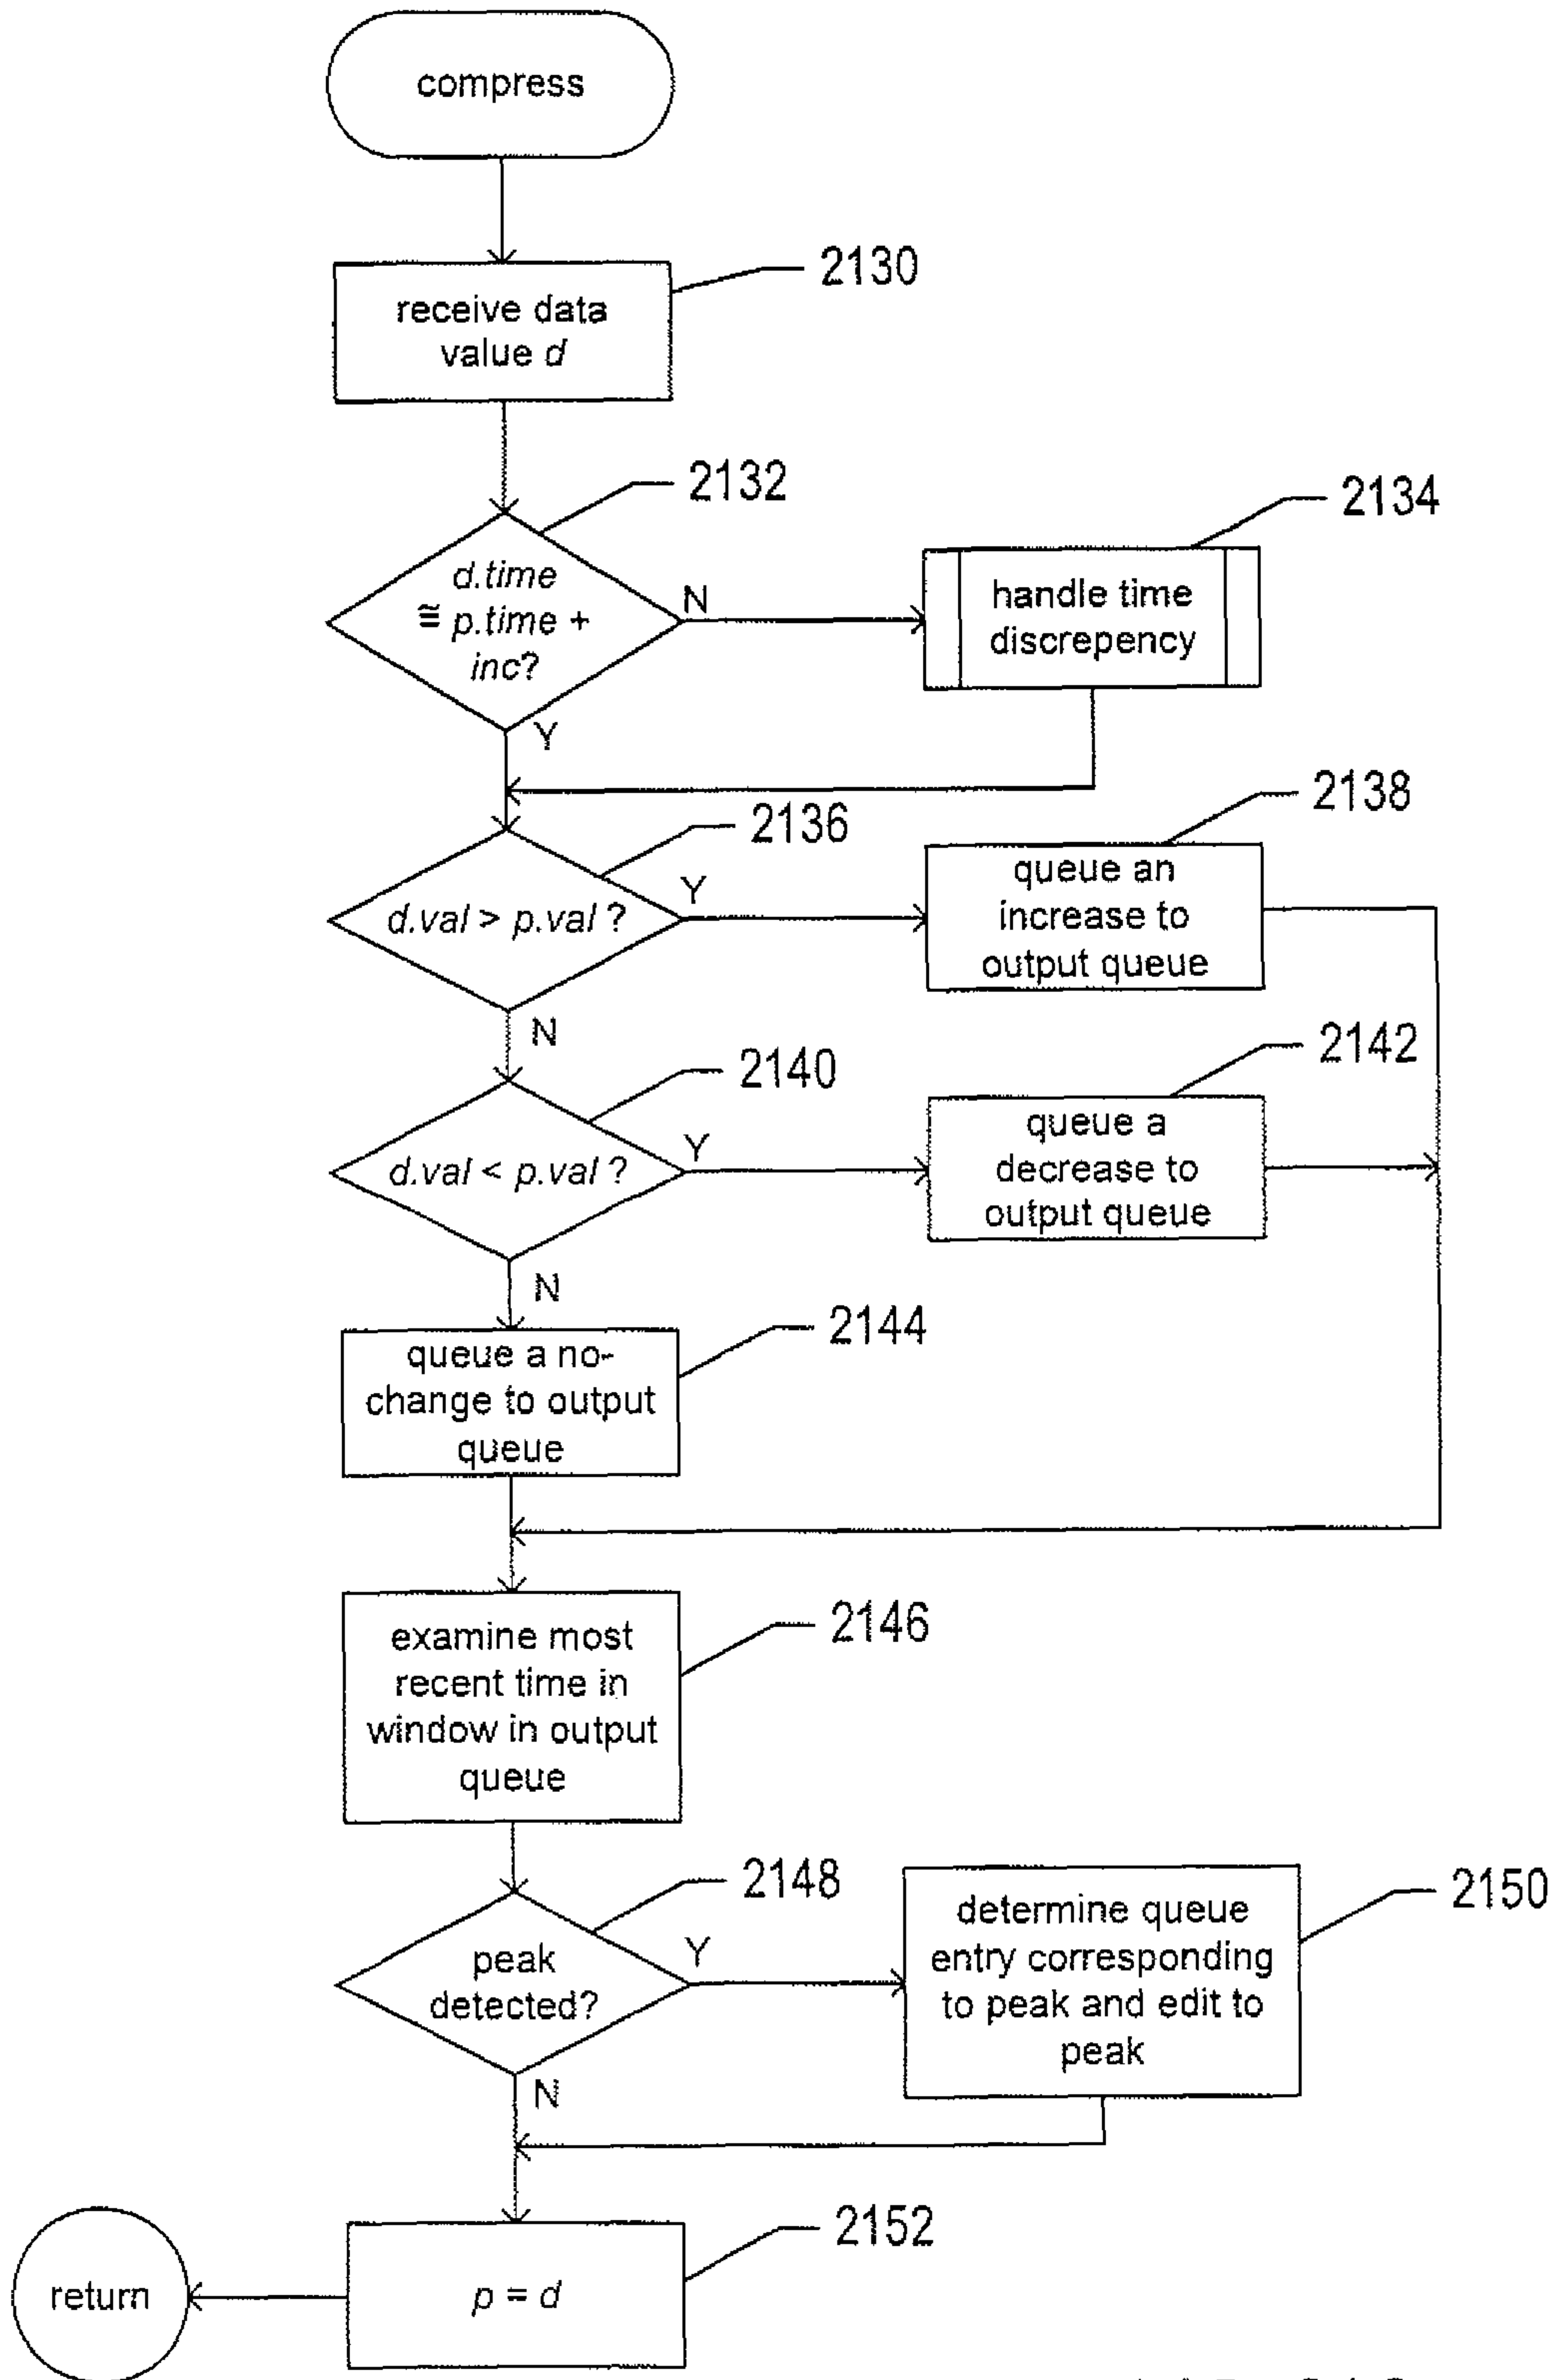 compress
2130
receive data
value d
2132
d.time
≅ p.time +
inc?
N
Y
2134
handle time
discrepency
2136
d.val > p.val ?
Y
N
2138
queue an
increase to
output queue
2140
d.val < p.val ?
Y
N
2142
queue a
decrease to
output queue
2144
queue a no-
change to output
queue
2146
examine most
recent time in
window in output
queue
2148
peak
detected?
Y
N
2150
determine queue
entry corresponding
to peak and edit to
peak
2152
p = d
return